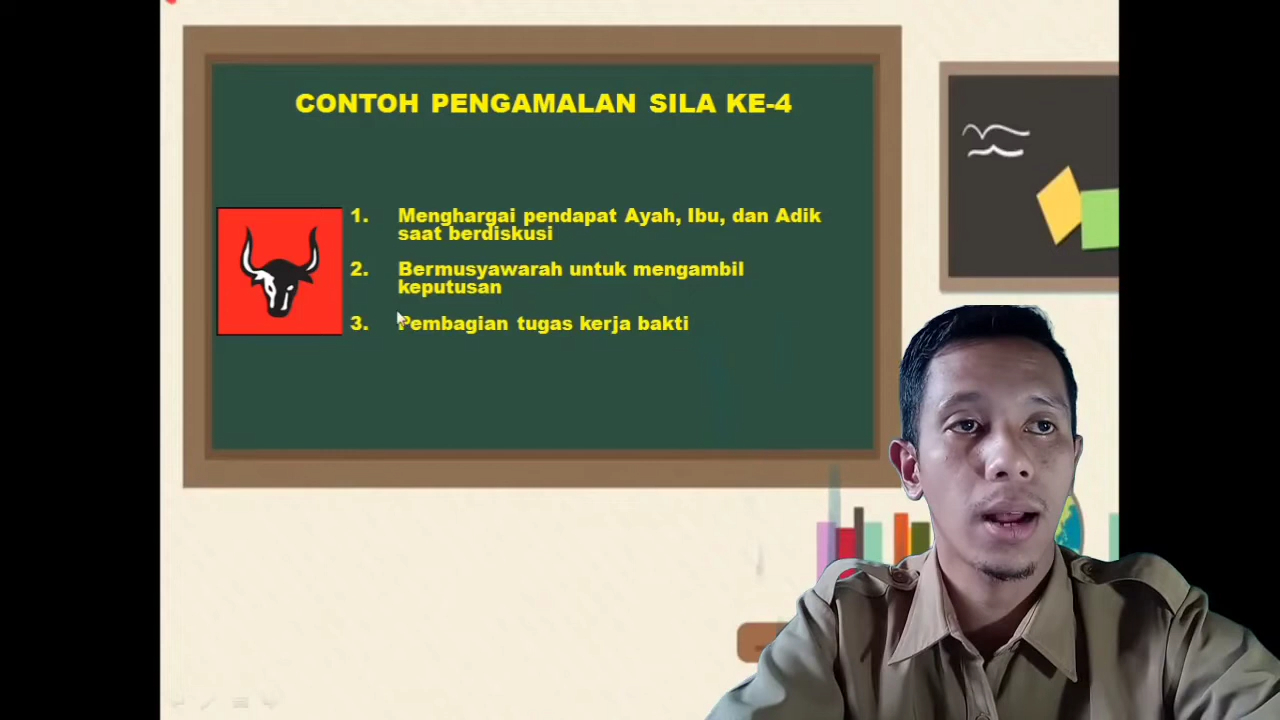 CONTOH PENGAMALAN SILA KE-4
1. Menghargai pendapat Ayah, Ibu, dan Adik
saat berdiskusi
2. Bermusyawarah untuk mengambil
keputusan
3. Pembagian tugas kerja bakti